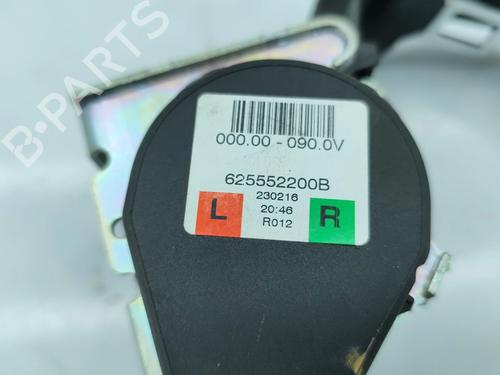 B-PARTS
000.00 - 090.0V
625552200B
230216
L
20:46
R
R012